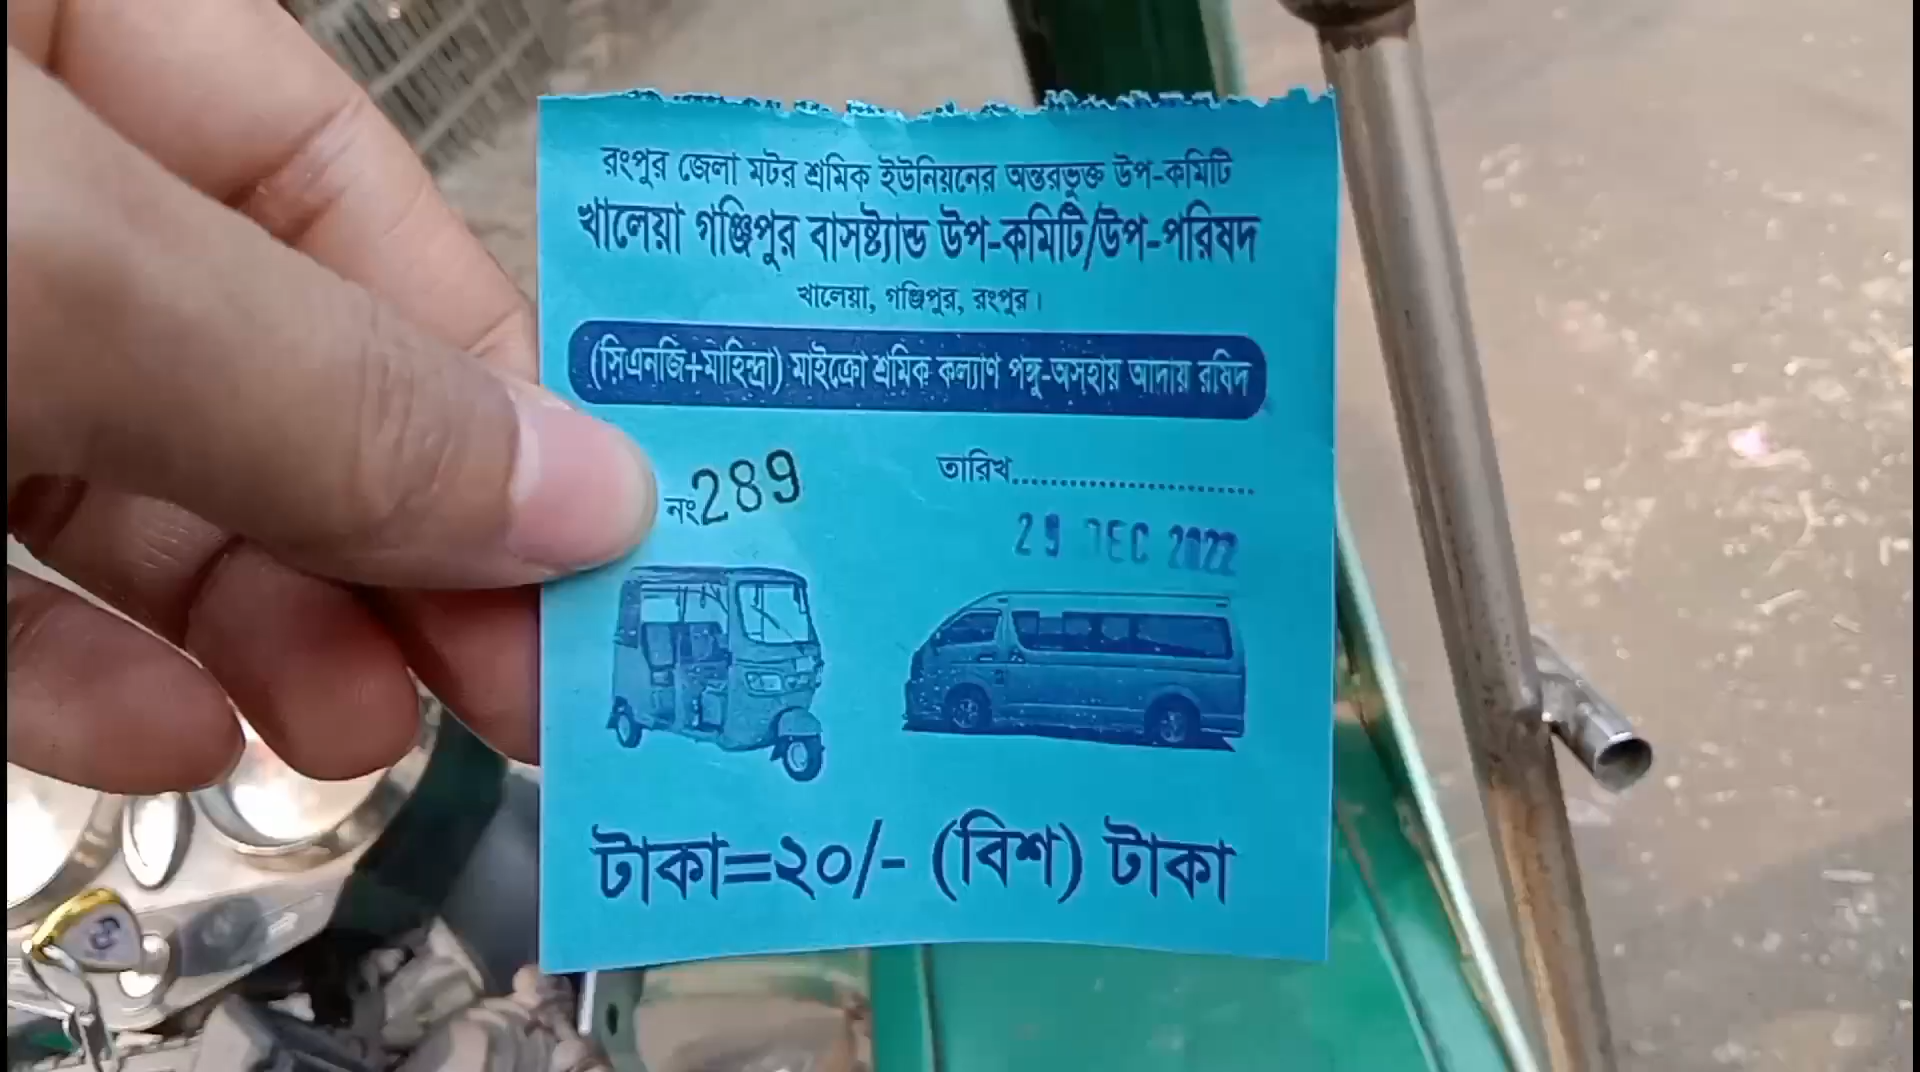 রংপুর জেলা মটর শ্রমিক ইউনিয়নের অন্তরভুক্ত উপ-কমিটি
খালেয়া গঞ্জিপুর বাসষ্ট্যান্ড উপ-কমিটি/উপ-পরিষদ
খালেয়া, গঞ্জিপুর, রংপুর।
(সিএনজি+মাহিন্দ্রা) মাইক্রো শ্রমিক কল্যাণ পঙ্গু-অসহায় আদায় রষিদ
নং289
তারিখ........................
29 DEC 2022
টাকা=২০/- (বিশ) টাকা